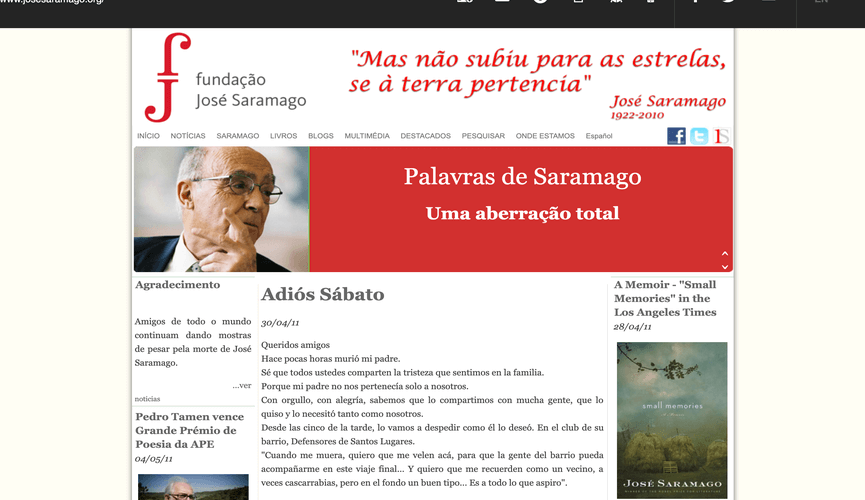 www.josesaramago.org/
EN
fundação
José Saramago
"Mas não subiu para as estrelas,
se à terra pertencia"
José Saramago
1922-2010
INÍCIO NOTÍCIAS SARAMAGO LIVROS BLOGS MULTIMÉDIA DESTACADOS PESQUISAR ONDE ESTAMOS Español
Palavras de Saramago
Uma aberração total
Agradecimento
Amigos de todo o mundo
continuam dando mostras
de pesar pela morte de José
Saramago.
...ver
noticias
Pedro Tamen vence
Grande Prémio de
Poesia da APE
04/05/11
Adiós Sábato
30/04/11
Queridos amigos
Hace pocas horas murió mi padre.
Sé que todos ustedes comparten la tristeza que sentimos en la familia.
Porque mi padre no nos pertenecía solo a nosotros.
Con orgullo, con alegría, sabemos que lo compartimos con mucha gente, que lo
quiso y lo necesitó tanto como nosotros.
Desde las cinco de la tarde, lo vamos a despedir como él lo deseó. En el club de su
barrio, Defensores de Santos Lugares.
"Cuando me muera, quiero que me velen acá, para que la gente del barrio pueda
acompañarme en este viaje final... Y quiero que me recuerden como un vecino, a
veces cascarrabias, pero en el fondo un buen tipo... Es a todo lo que aspiro".
A Memoir - "Small
Memories" in the
Los Angeles Times
28/04/11
small memories
JOSÉ SARAMAGO